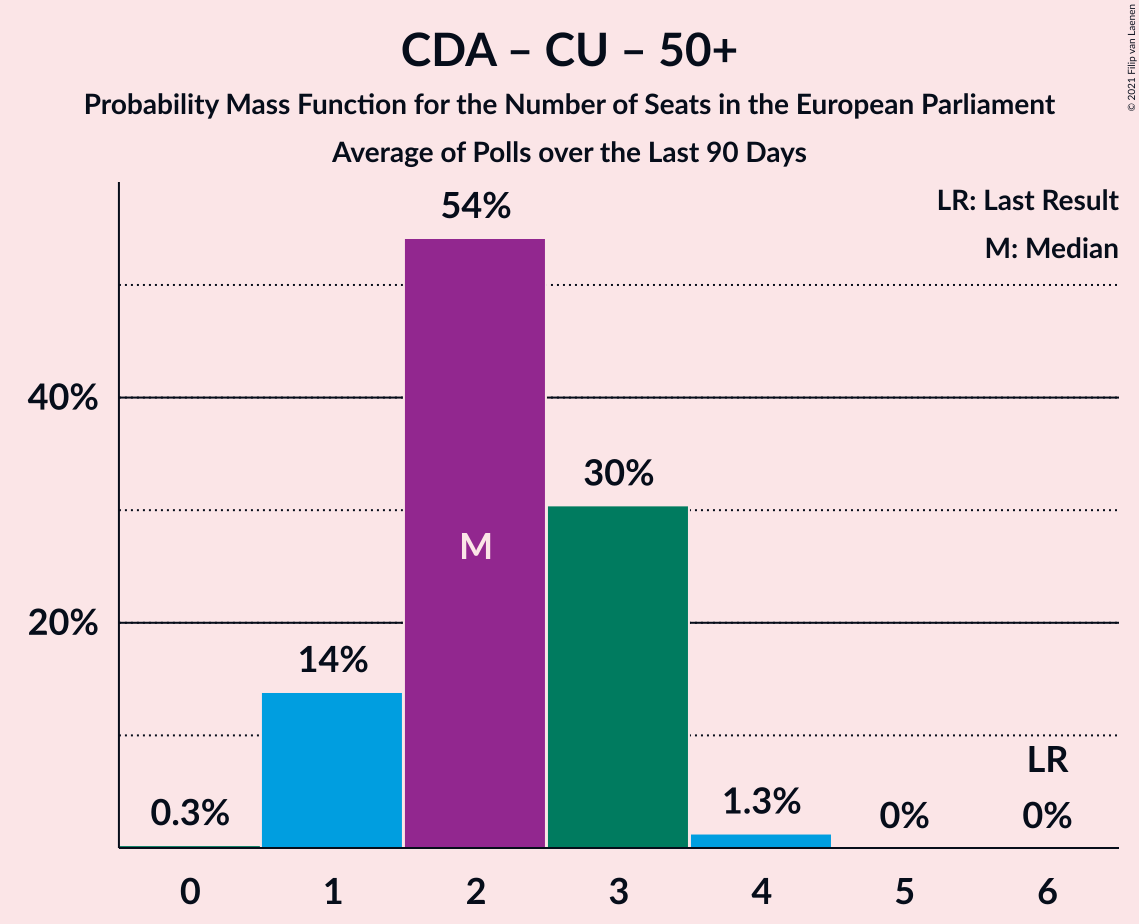 CDA – CU – 50+
Probability Mass Function for the Number of Seats in the European Parliament
Average of Polls over the Last 90 Days
© 2021 Filip van Laenen
LR: Last Result
M: Median
54%
40%
30%
M
20%
14%
LR
0.3%
1.3%
0%
0%
0
1
2
3
4
5
6